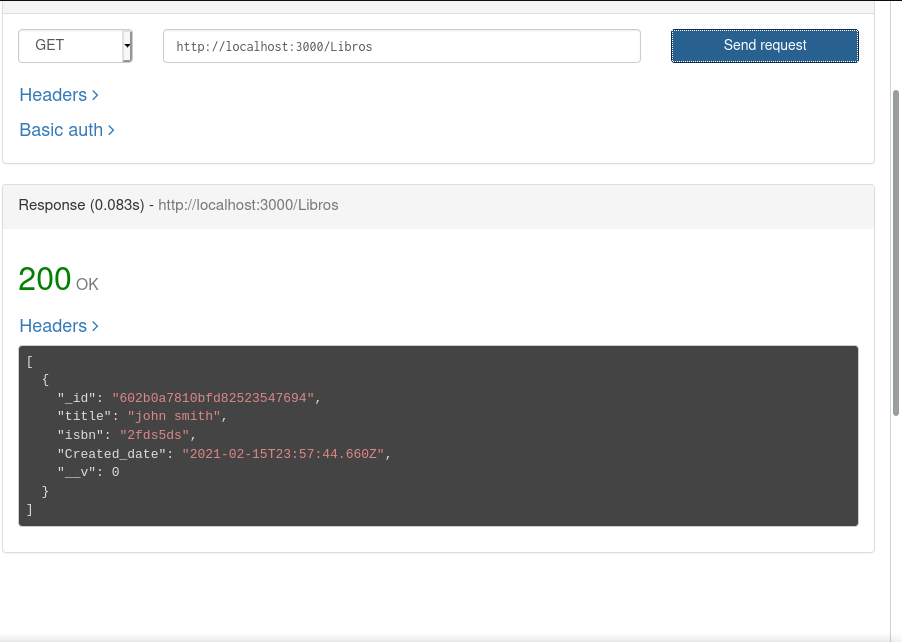 GET http://localhost:3000/Libros Send request
Headers >
Basic auth >
Response (0.083s) - http://localhost:3000/Libros
200 OK
Headers >
[
  {
    "_id": "602b0a7810bfd82523547694",
    "title": "john smith",
    "isbn": "2fds5ds",
    "Created_date": "2021-02-15T23:57:44.660Z",
    "__v": 0
  }
]